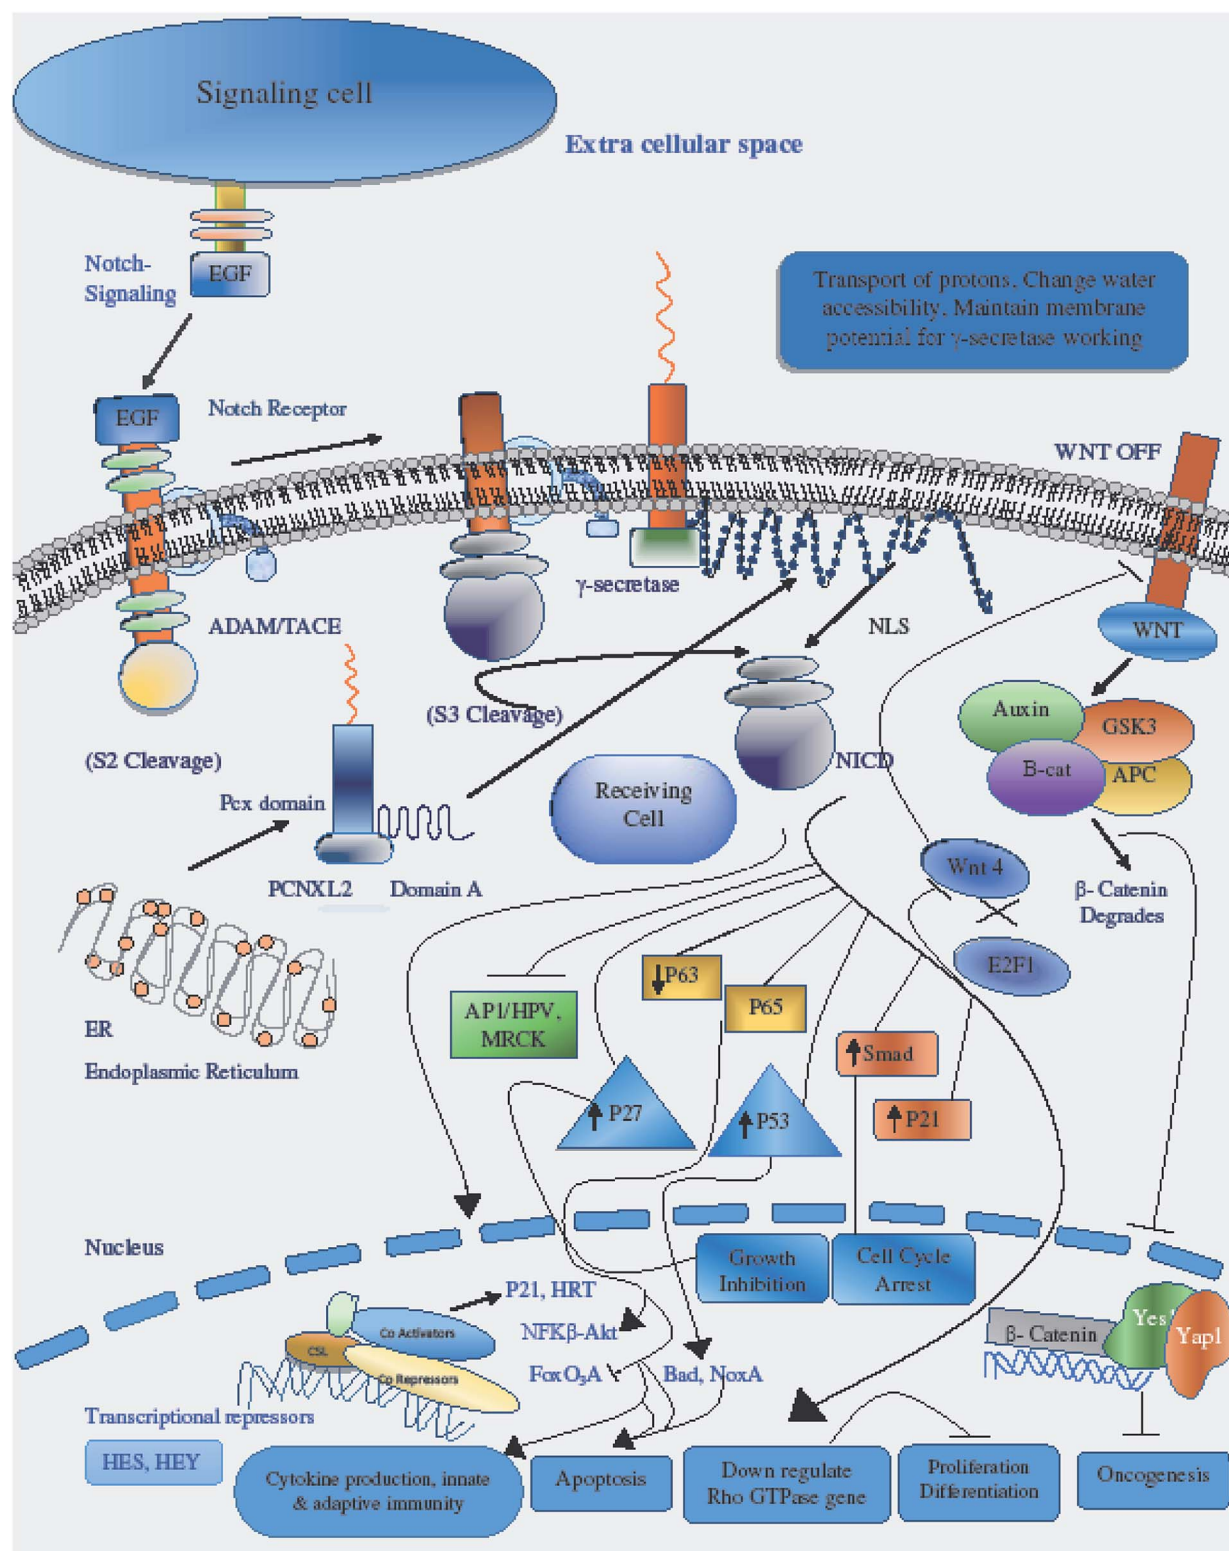 Signaling cell
Extra cellular space
EGF
Notch-
Signaling
Transport of protons, Change water
accessibility, Maintain membrane
potential for γ-secretase working
EGF
Notch Receptor
WNT OFF
γ-secretase
ADAM/TACE
NLS
WNT
Auxin
GSK3
(S3 Cleavage)
(S2 Cleavage)
NICD
B-cat
APC
Pcx domain
Receiving
Cell
Wnt 4
PCNXL2
Domain A
β- Catenin
Degrades
E2F1
P63
P65
AP1/HPV,
MRCK
ER
Endoplasmic Reticulum
Smad
P27
P53
P21
Nucleus
Growth
Inhibition
Cell Cycle
Arrest
P21, HRT
NFKβ-Akt
FoxO3A
Bad, NoxA
Co Activators
CSL
Co Repressors
β- Catenin
Yes
Yap1
Transcriptional repressors
HES, HEY
Cytokine production, innate
& adaptive immunity
Apoptosis
Down regulate
Rho GTPase gene
Proliferation
Differentiation
Oncogenesis